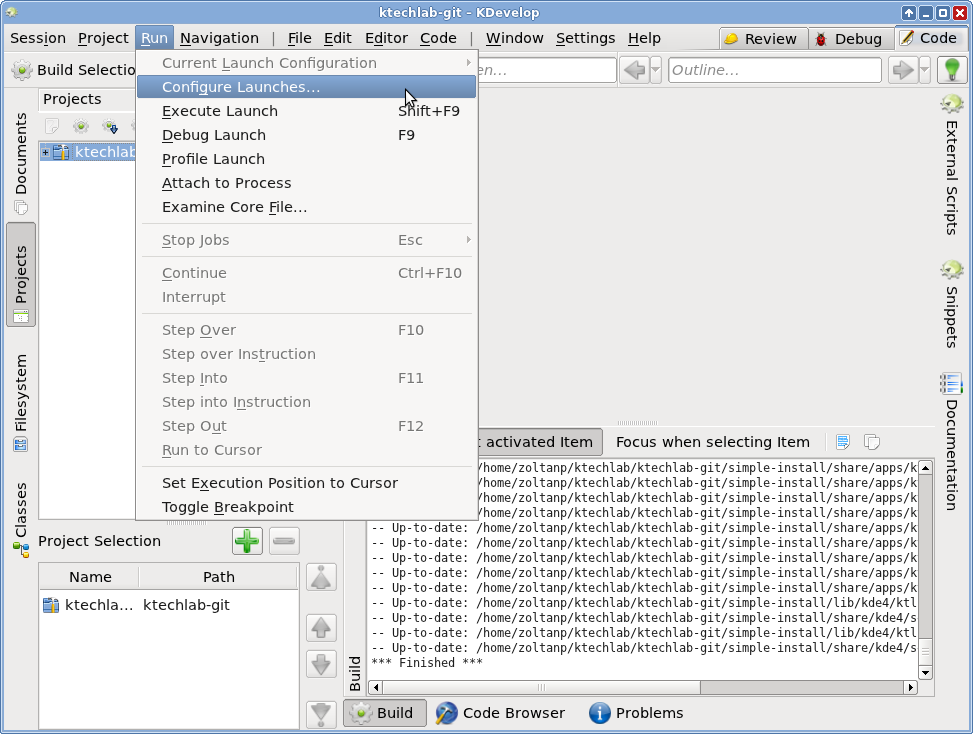 ktechlab-git - KDevelop
Session Project Run Navigation | File Edit Editor Code | Window Settings Help Review Debug Code
Build Selectio
en... Outline...
Current Launch Configuration
Configure Launches...
Execute Launch Shift+F9
Debug Launch F9
Profile Launch
Attach to Process
Examine Core File...
Stop Jobs Esc
Continue Ctrl+F10
Interrupt
Step Over F10
Step over Instruction
Step Into F11
Step into Instruction
Step Out F12
Run to Cursor
Set Execution Position to Cursor
Toggle Breakpoint
Documents
Projects
Filesystem
Classes
Projects
ktechlab
External Scripts
Snippets
Documentation
t activated Item Focus when selecting Item
/home/zoltanp/ktechlab/ktechlab-git/simple-install/share/apps/k
/home/zoltanp/ktechlab/ktechlab-git/simple-install/share/apps/k
/home/zoltanp/ktechlab/ktechlab-git/simple-install/share/apps/k
/home/zoltanp/ktechlab/ktechlab-git/simple-install/share/apps/k
-- Up-to-date: /home/zoltanp/ktechlab/ktechlab-git/simple-install/share/apps/k
-- Up-to-date: /home/zoltanp/ktechlab/ktechlab-git/simple-install/share/apps/k
-- Up-to-date: /home/zoltanp/ktechlab/ktechlab-git/simple-install/share/apps/k
-- Up-to-date: /home/zoltanp/ktechlab/ktechlab-git/simple-install/share/apps/k
-- Up-to-date: /home/zoltanp/ktechlab/ktechlab-git/simple-install/share/apps/k
-- Up-to-date: /home/zoltanp/ktechlab/ktechlab-git/simple-install/lib/kde4/ktl
-- Up-to-date: /home/zoltanp/ktechlab/ktechlab-git/simple-install/share/kde4/s
-- Up-to-date: /home/zoltanp/ktechlab/ktechlab-git/simple-install/lib/kde4/ktl
-- Up-to-date: /home/zoltanp/ktechlab/ktechlab-git/simple-install/share/kde4/s
*** Finished ***
Build
Project Selection
Name Path
ktechla... ktechlab-git
Build Code Browser Problems